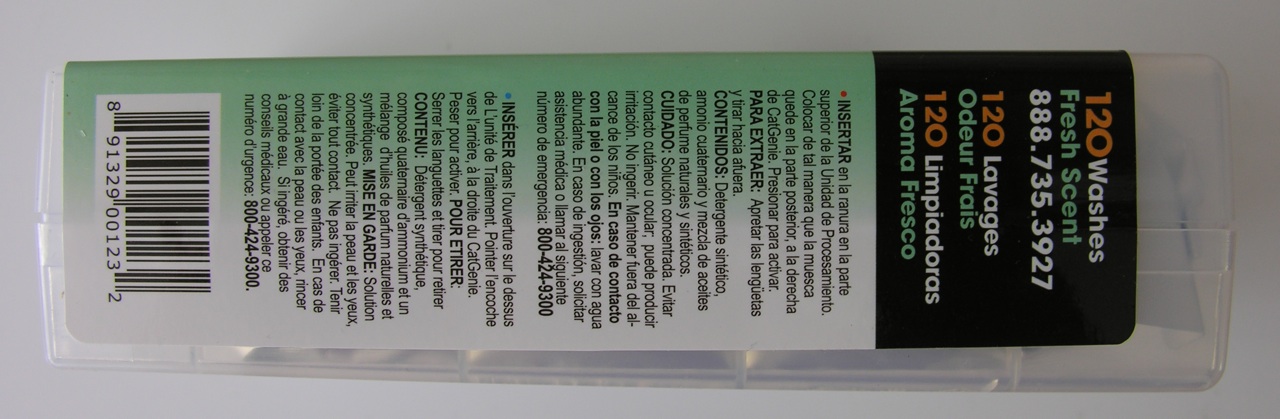 120 Washes
Fresh Scent
888.735.3927
120 Lavages
Odeur Frais
120 Limpiadoras
Aroma Fresco
• INSERTAR en la ranura en la parte
superior de la Unidad de Procesamiento.
Colocar de tal manera que la muesca
quede en la parte posterior, a la derecha
de CatGenie. Presionar para activar.
PARA EXTRAER: Apretar las lengüetas
y tirar hacia afuera.
CONTENIDOS: Detergente sintético,
amonio cuaternario y mezcla de aceites
de perfume naturales y sintéticos.
CUIDADO: Solución concentrada. Evitar
contacto cutáneo u ocular; puede producir
irritación. No ingerir. Mantener fuera del al-
cance de los niños. En caso de contacto
con la piel o con los ojos: lavar con agua
abundante. En caso de ingestión, solicitar
asistencia médica o llamar al siguiente
número de emergencia: 800-424-9300
• INSÉRER dans l'ouverture sur le dessus
de L'unité de Traitement. Pointer l'encoche
vers l'arrière, à la droite du CatGenie.
Peser pour activer. POUR ETIRER:
Serrer les languettes et tirer pour retirer
CONTENU: Détergent synthétique,
composé quaternaire d'ammonium et un
mélange d'huiles de parfum naturelles et
synthétiques. MISE EN GARDE: Solution
concentrée. Peut irriter la peau et les yeux,
éviter tout contact. Ne pas ingérer. Tenir
loin de la portée des enfants. En cas de
contact avec la peau ou les yeux, rincer
à grande eau. Si ingéré, obtenir des
conseils médicaux ou appeler ce
numéro d'urgence: 800-424-9300.
8 91329 00123 2